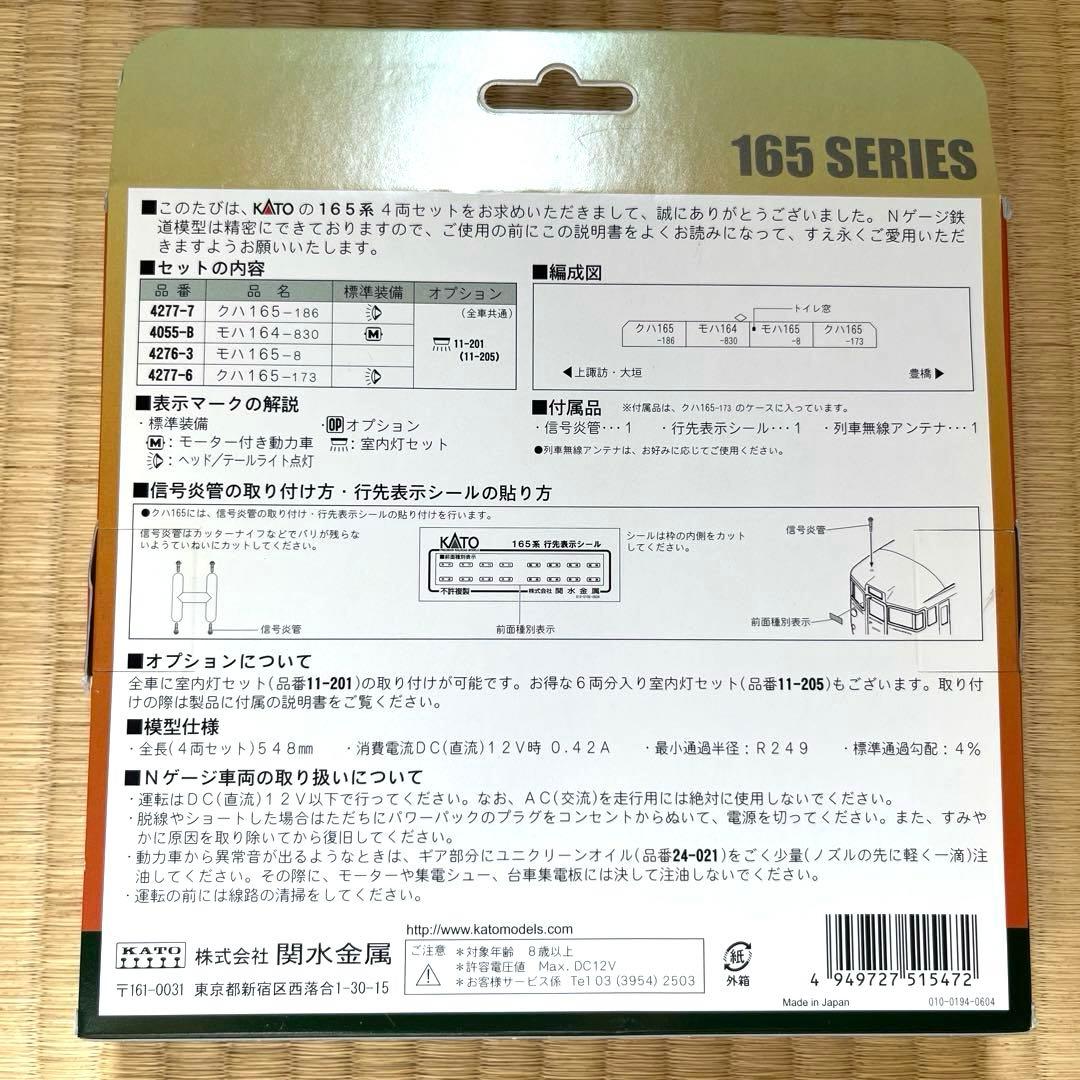 165 SERIES
■このたびは、KATOの165系 4両セットをお求めいただきまして、誠にありがとうございました。Nゲージ鉄
道模型は精密にできておりますので、ご使用の前にこの説明書をよくお読みになって、すえ永くご愛用いただ
きますようお願いいたします。
■セットの内容
品 番 品 名 標準装備 オプション
4277-7 クハ165-186 (全車共通)
4055-B モハ164-830 M
11-201
(11-205)
4276-3 モハ165-8
4277-6 クハ165-173
■編成図
トイレ窓
クハ165 モハ164 モハ165 クハ165
-186 -830 -8 -173
◀上諏訪・大垣 豊橋▶
■表示マークの解説
・標準装備 ・OPオプション
M：モーター付き動力車 ：室内灯セット
：ヘッド／テールライト点灯
■付属品 ※付属品は、クハ165-173 のケースに入っています。
・信号炎管･･･1 ・行先表示シール･･･1 ・列車無線アンテナ･･･1
●列車無線アンテナは、お好みに応じてご使用ください。
■信号炎管の取り付け方・行先表示シールの貼り方
●クハ165には、信号炎管の取り付け・行先表示シールの貼り付けを行います。
信号炎管はカッターナイフなどでバリが残らな
いようていねいにカットしてください。
信号炎管
KATO 165系 行先表示シール
■前面種別表示
不許複製 株式会社 関水金属
前面種別表示
シールは枠の内側をカット
してください。
信号炎管
前面種別表示
■オプションについて
全車に室内灯セット(品番11-201)の取り付けが可能です。お得な6両分入り室内灯セット(品番11-205)もございます。取り付
けの際は製品に付属の説明書をご覧ください。
■模型仕様
・全長(4両セット)548mm ・消費電流DC(直流)12V時 0.42A ・最小通過半径：R249 ・標準通過勾配：4%
■Nゲージ車両の取り扱いについて
・運転はDC(直流)12V以下で行ってください。なお、AC(交流)を走行用には絶対に使用しないでください。
・脱線やショートした場合はただちにパワーパックのプラグをコンセントからぬいて、電源を切ってください。また、すみや
かに原因を取り除いてから復旧してください。
・動力車から異常音が出るようなときは、ギア部分にユニクリーンオイル(品番24-021)をごく少量(ノズルの先に軽く一滴)注
油してください。その際に、モーターや集電シュー、台車集電板には決して注油しないでください。
・運転の前には線路の清掃をしてください。
KATO 株式会社 関水金属
〒161-0031 東京都新宿区西落合1-30-15
http://www.katomodels.com
ご注意 ＊対象年齢 8歳以上
＊許容電圧値 Max. DC12V
＊お客様サービス係 Tel 03 (3954) 2503
紙
外箱
4 949727 515472
Made in Japan 010-0194-0604